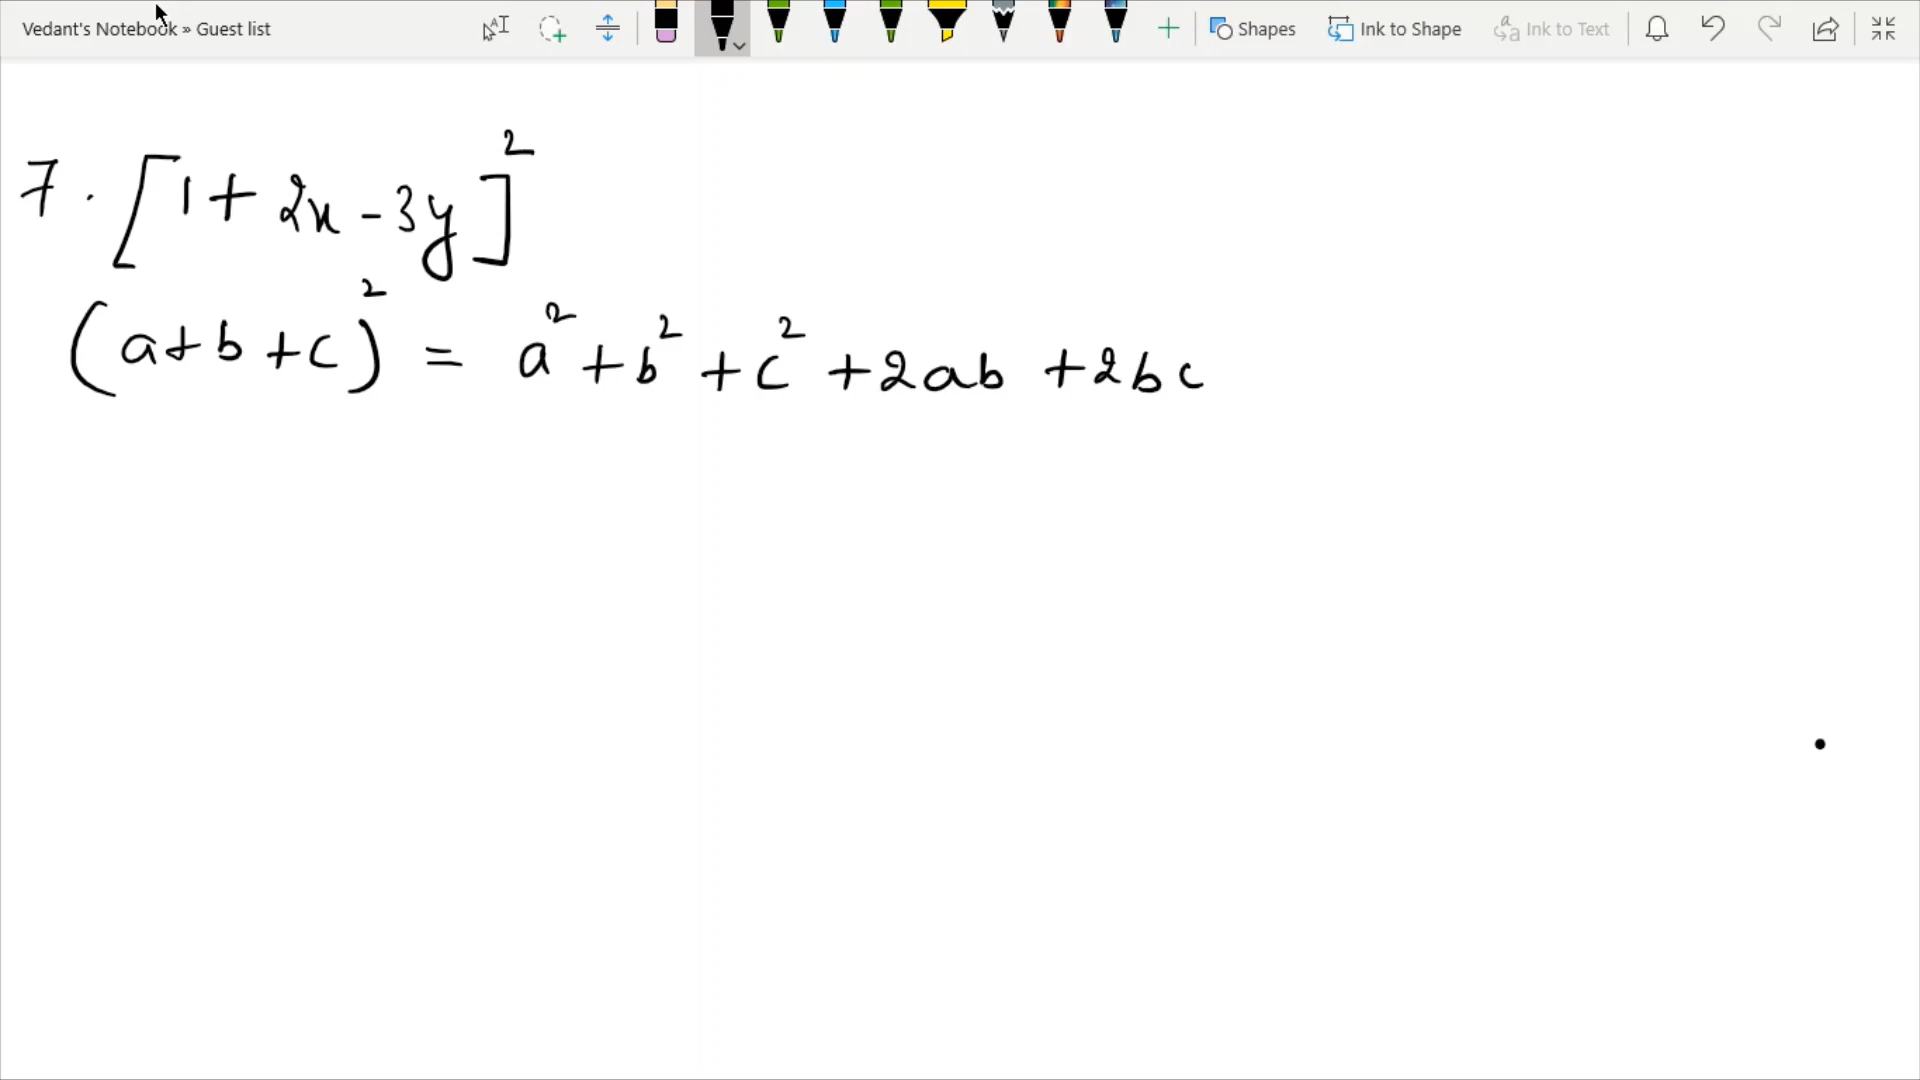 Vedant's Notebook » Guest list Shapes Ink to Shape Ink to Text
7. [1 + 2x - 3y]²
(a+b+c)² = a² + b² + c² + 2ab + 2bc